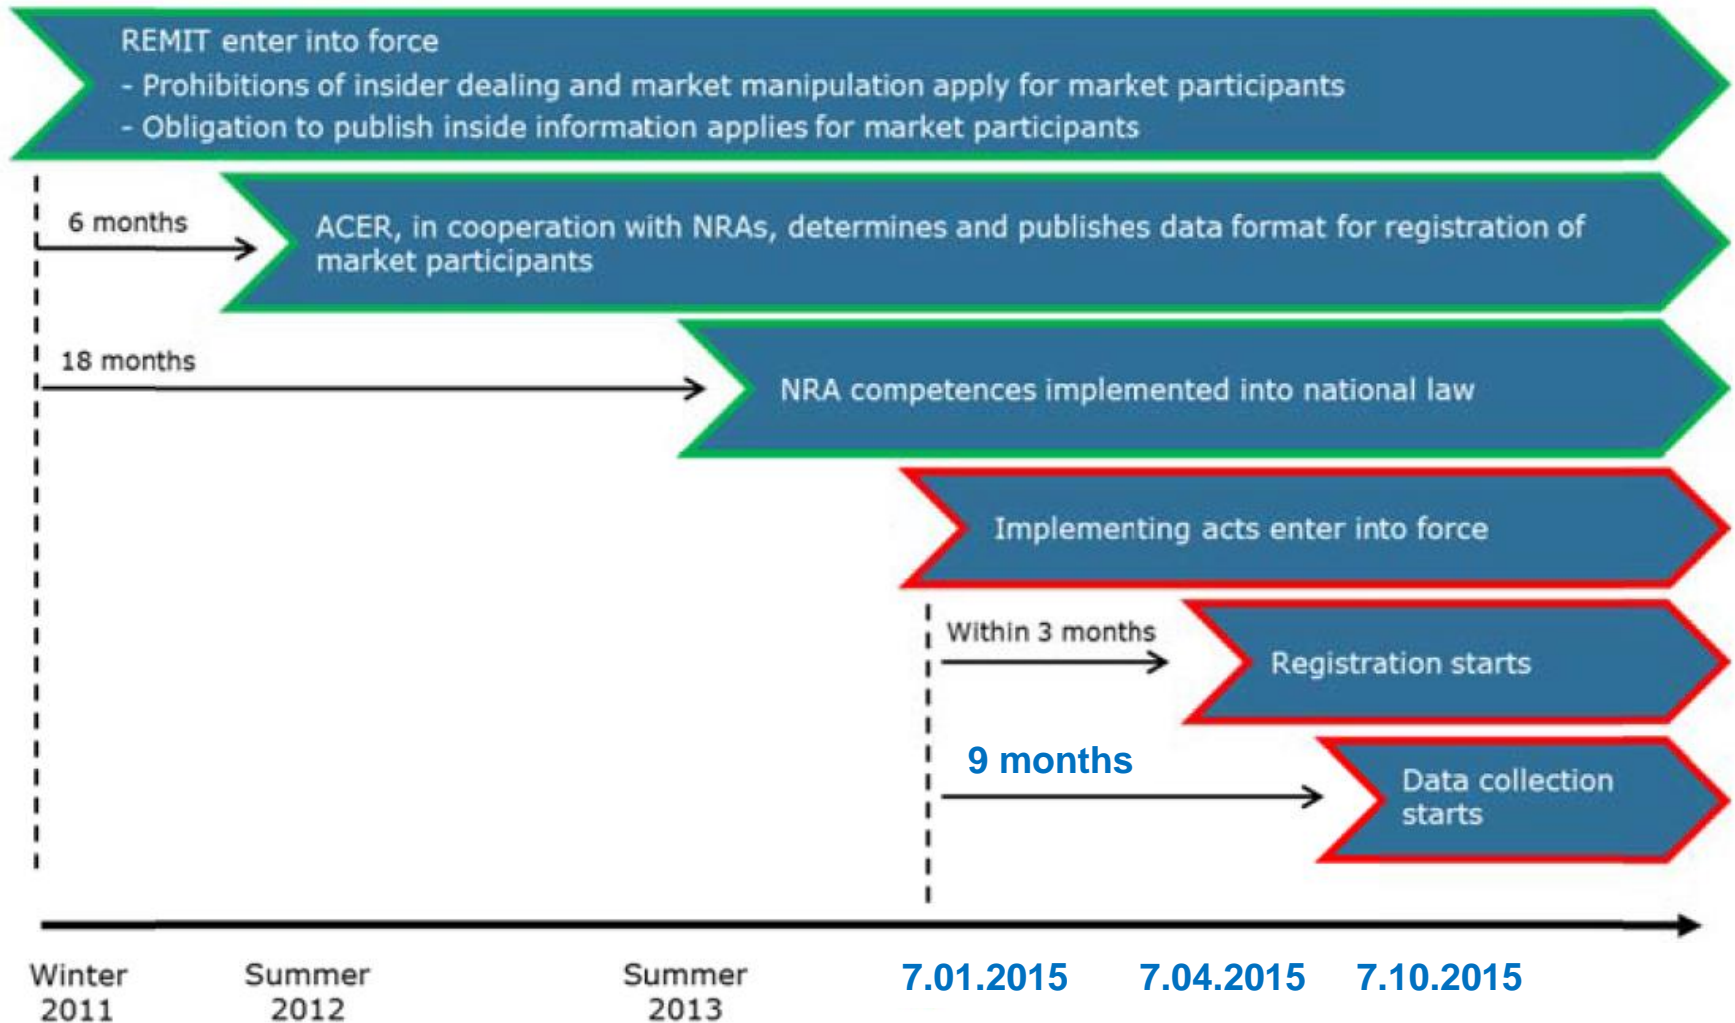 REMIT enter into force
- Prohibitions of insider dealing and market manipulation apply for market participants
- Obligation to publish inside information applies for market participants
6 months
ACER, in cooperation with NRAs, determines and publishes data format for registration of
market participants
18 months
NRA competences implemented into national law
Implementing acts enter into force
Within 3 months
Registration starts
9 months
Data collection
starts
Winter
2011
Summer
2012
Summer
2013
7.01.2015
7.04.2015
7.10.2015